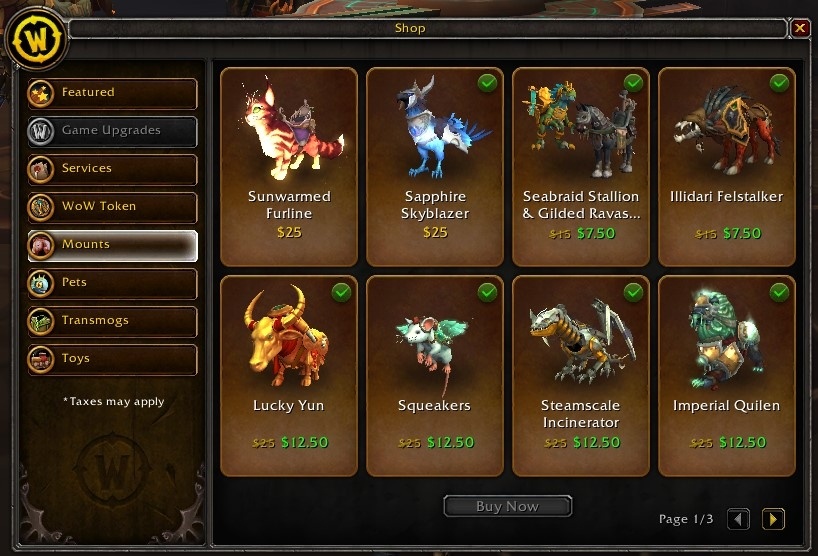 Shop
Featured
Game Upgrades
Services
WoW Token
Mounts
Pets
Transmogs
Toys
*Taxes may apply
Sunwarmed
Furline
$25
Sapphire
Skyblazer
$25
Seabraid Stallion
& Gilded Ravas...
$15 $7.50
Illidari Felstalker
$15 $7.50
Lucky Yun
$25 $12.50
Squeakers
$25 $12.50
Steamscale
Incinerator
$25 $12.50
Imperial Quilen
$25 $12.50
Buy Now
Page 1/3